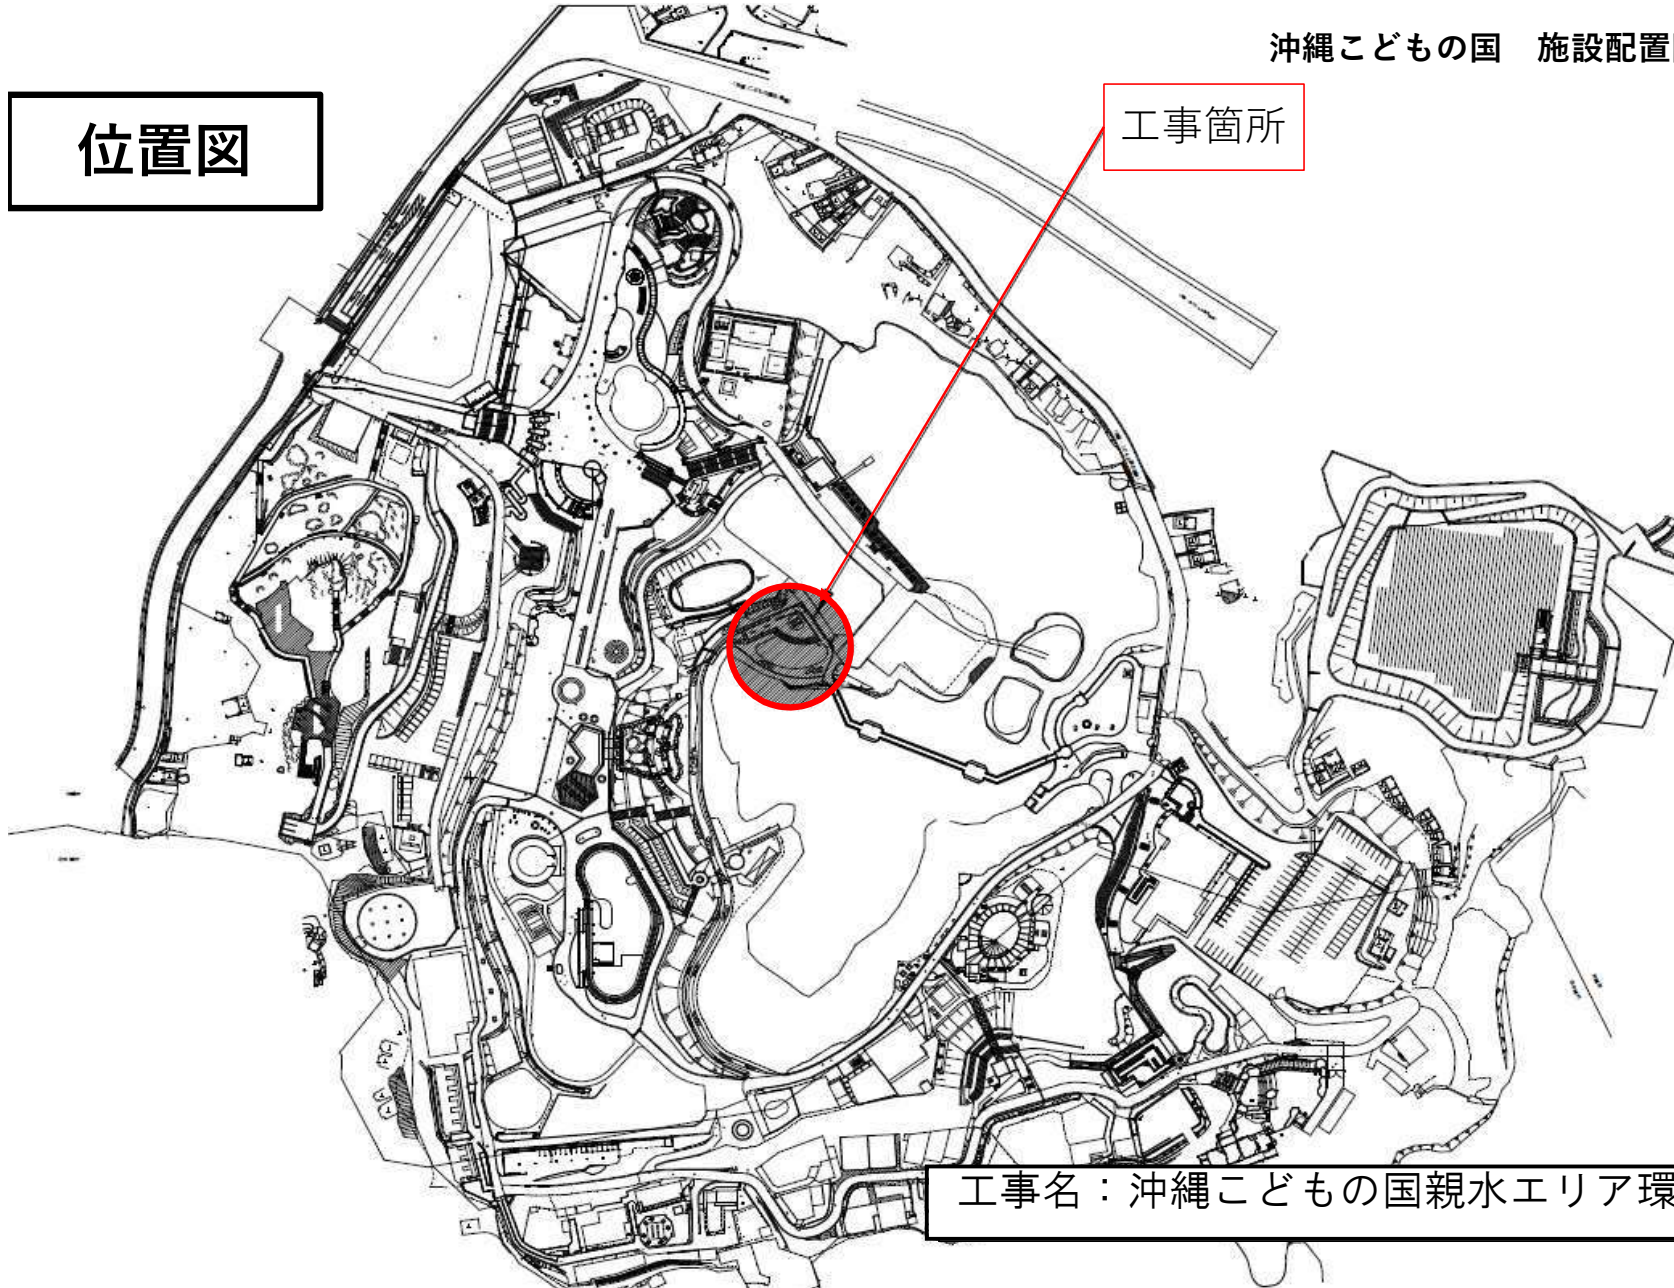 沖縄こどもの国　施設配置
位置図
工事箇所
工事名：沖縄こどもの国親水エリア環